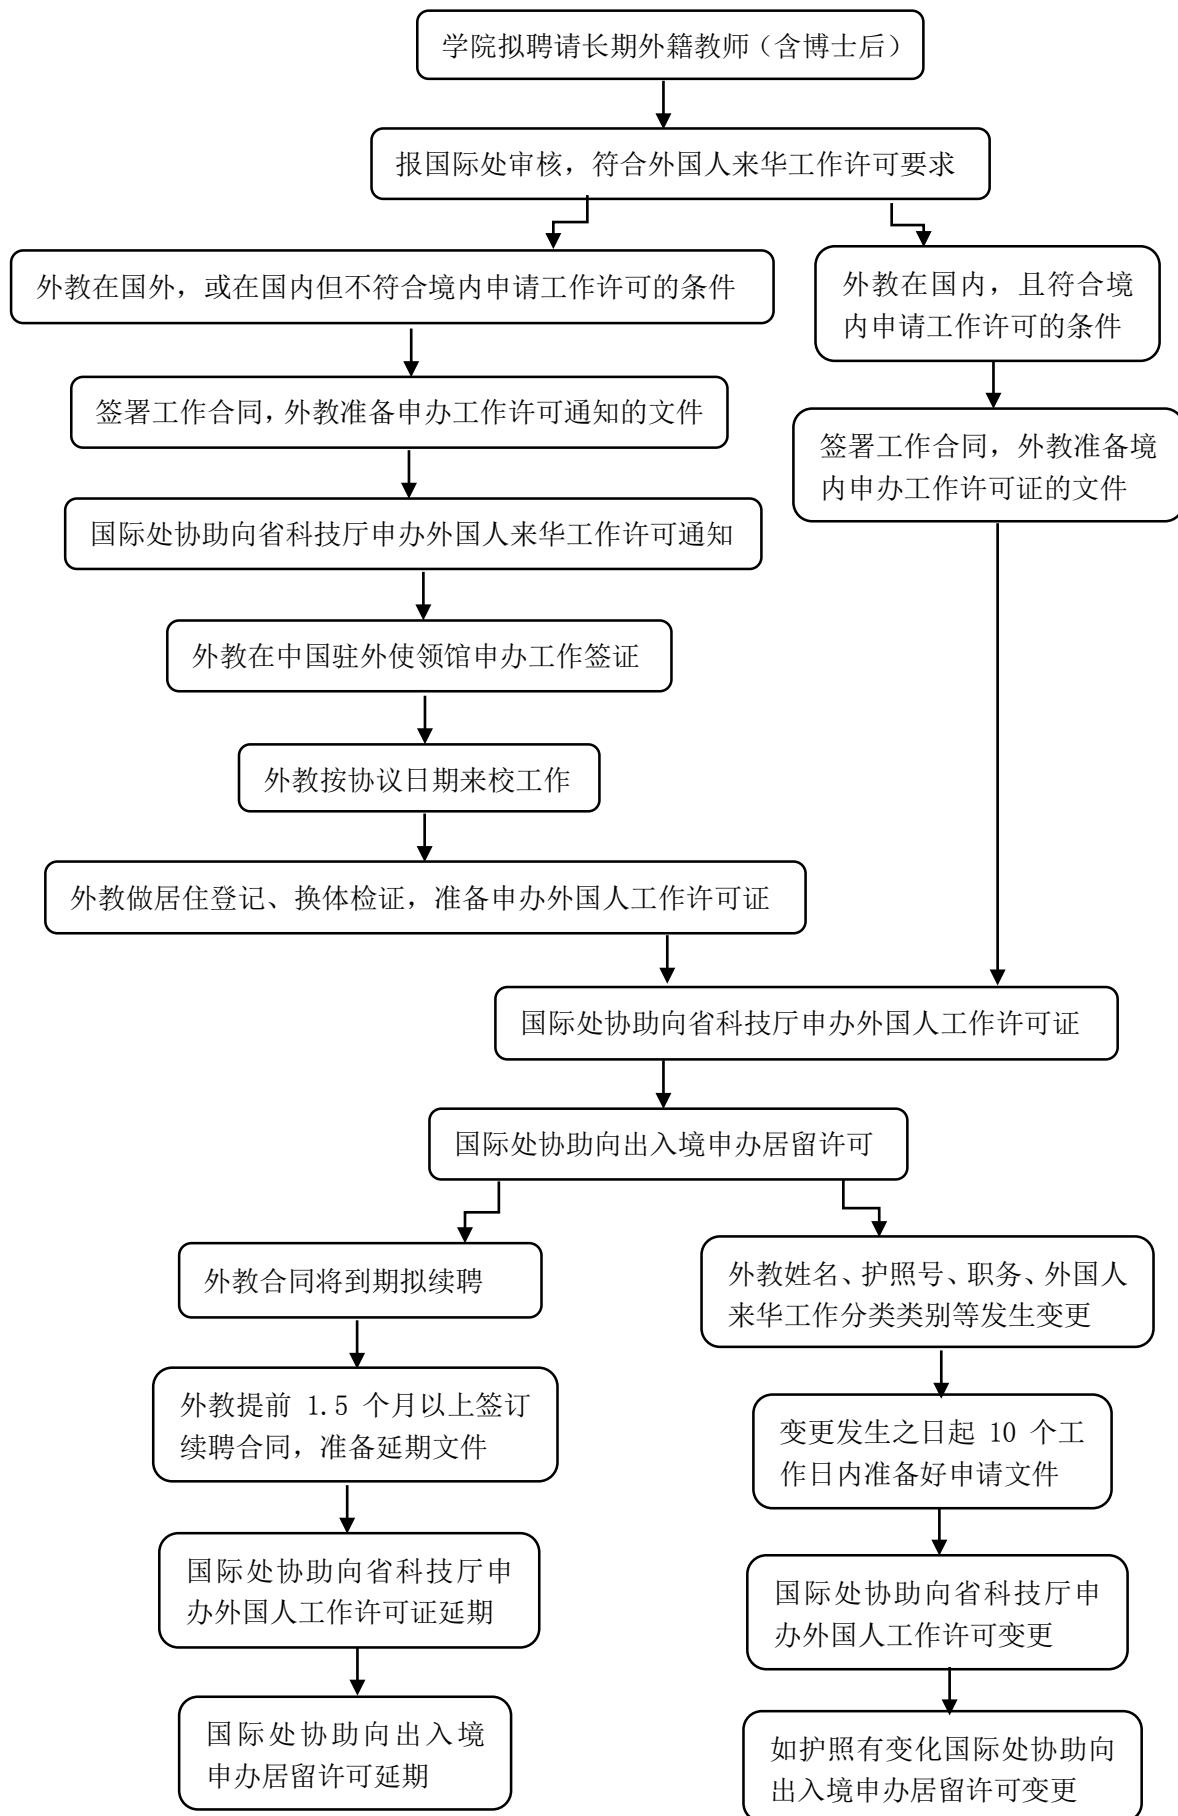 学院拟聘请长期外籍教师（含博士后）
报国际处审核，符合外国人来华工作许可要求
外教在国外，或在国内但不符合境内申请工作许可的条件
外教在国内，且符合境
内申请工作许可的条件
签署工作合同，外教准备申办工作许可通知的文件
签署工作合同，外教准备境
内申办工作许可证的文件
国际处协助向省科技厅申办外国人来华工作许可通知
外教在中国驻外使领馆申办工作签证
外教按协议日期来校工作
外教做居住登记、换体检证，准备申办外国人工作许可证
国际处协助向省科技厅申办外国人工作许可证
国际处协助向出入境申办居留许可
外教合同将到期拟续聘
外教姓名、护照号、职务、外国人
来华工作分类类别等发生变更
外教提前 1.5 个月以上签订
续聘合同，准备延期文件
变更发生之日起 10 个工
作日内准备好申请文件
国际处协助向省科技厅申
办外国人工作许可证延期
国际处协助向省科技厅申
办外国人工作许可变更
国际处协助向出入境
申办居留许可延期
如护照有变化国际处协助向
出入境申办居留许可变更